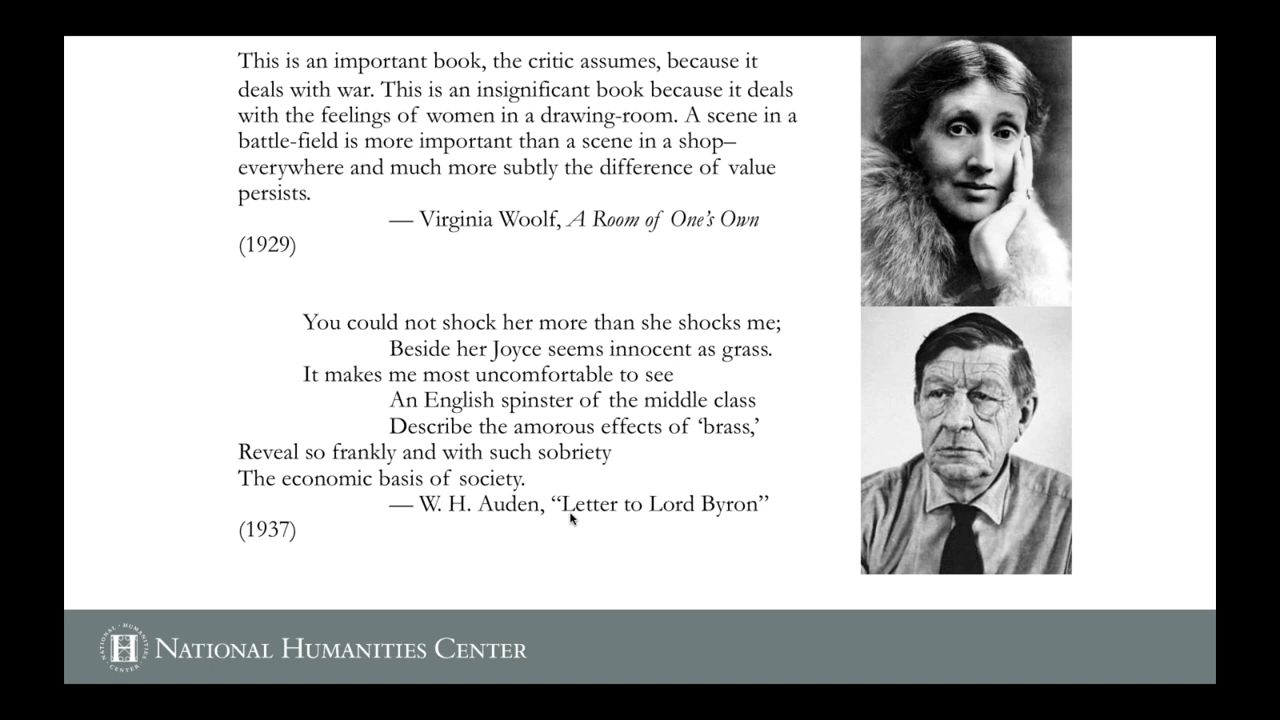 This is an important book, the critic assumes, because it
deals with war. This is an insignificant book because it deals
with the feelings of women in a drawing-room. A scene in a
battle-field is more important than a scene in a shop–
everywhere and much more subtly the difference of value
persists.
— Virginia Woolf, A Room of One’s Own
(1929)
You could not shock her more than she shocks me;
Beside her Joyce seems innocent as grass.
It makes me most uncomfortable to see
An English spinster of the middle class
Describe the amorous effects of ‘brass,’
Reveal so frankly and with such sobriety
The economic basis of society.
— W. H. Auden, “Letter to Lord Byron”
(1937)
NATIONAL HUMANITIES CENTER